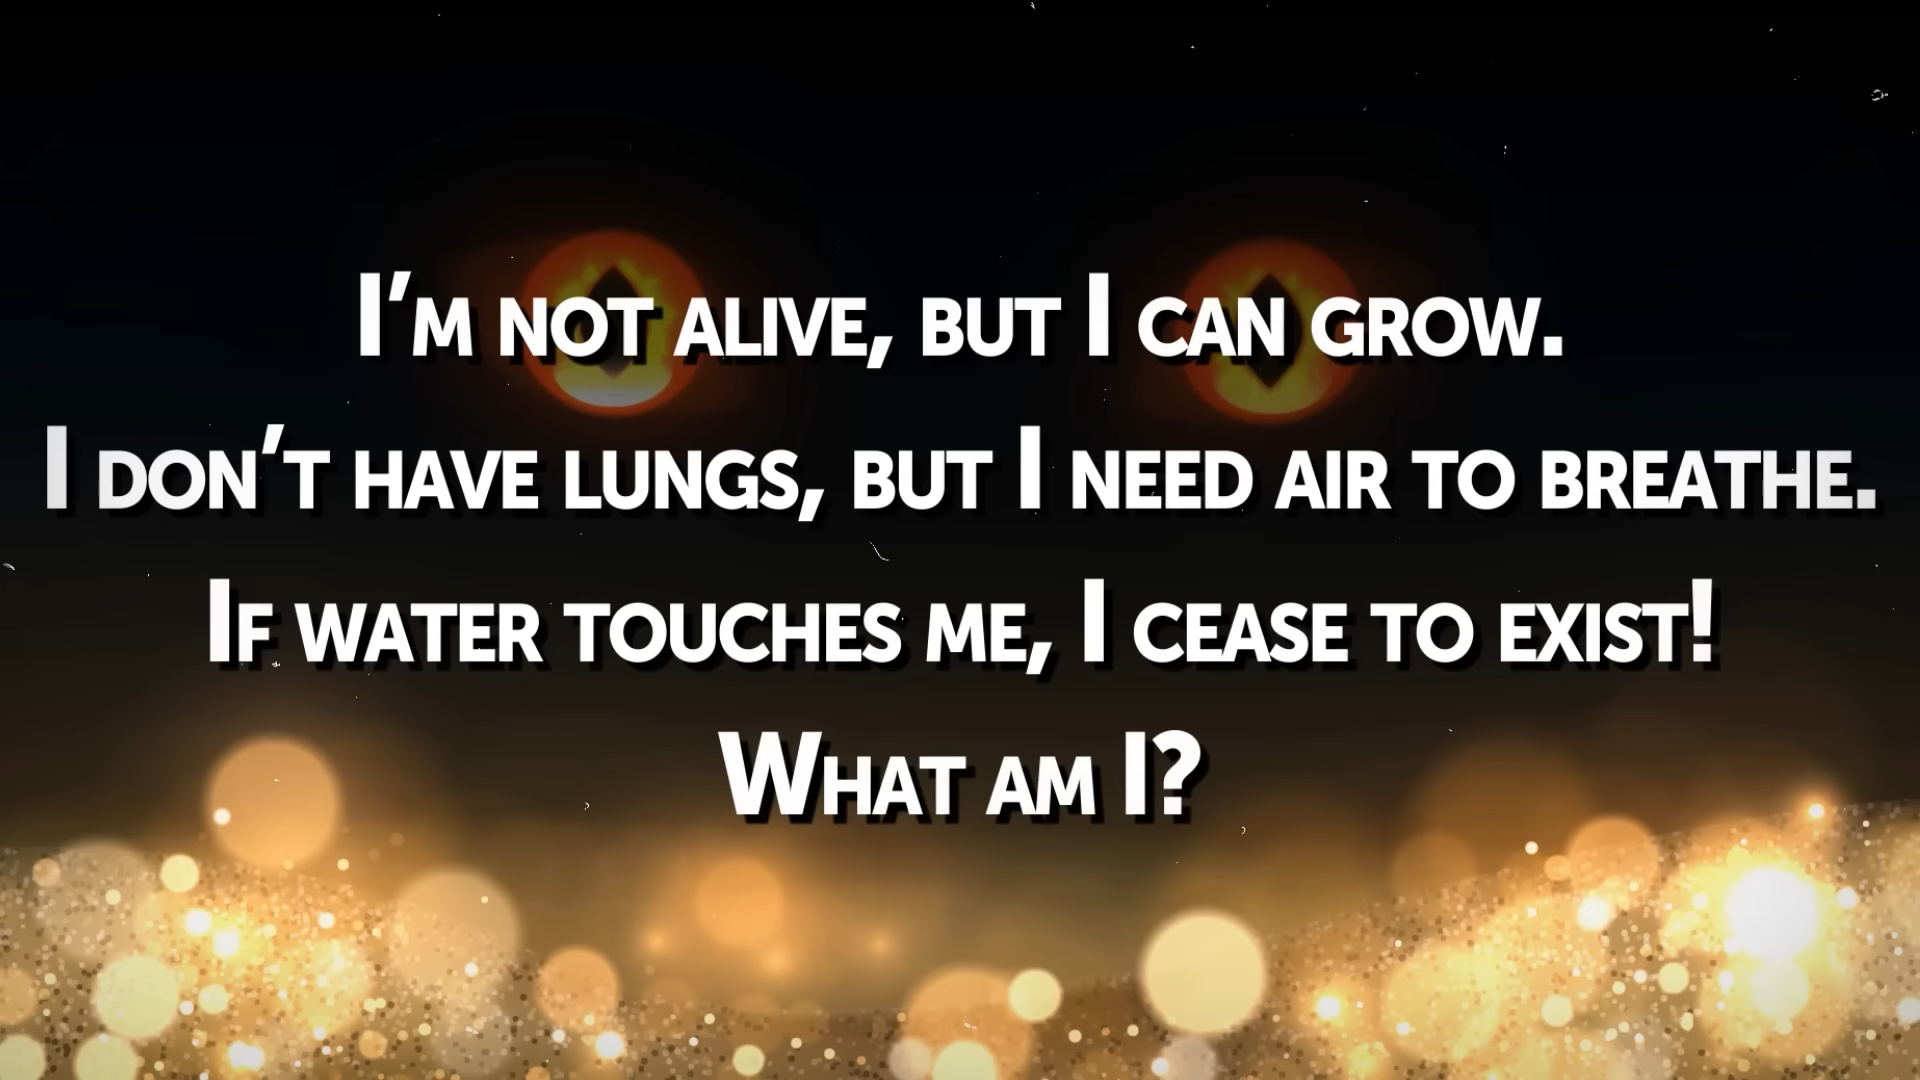 I'm not alive, but I can grow.
I don't have lungs, but I need air to breathe.
If water touches me, I cease to exist!
What am I?